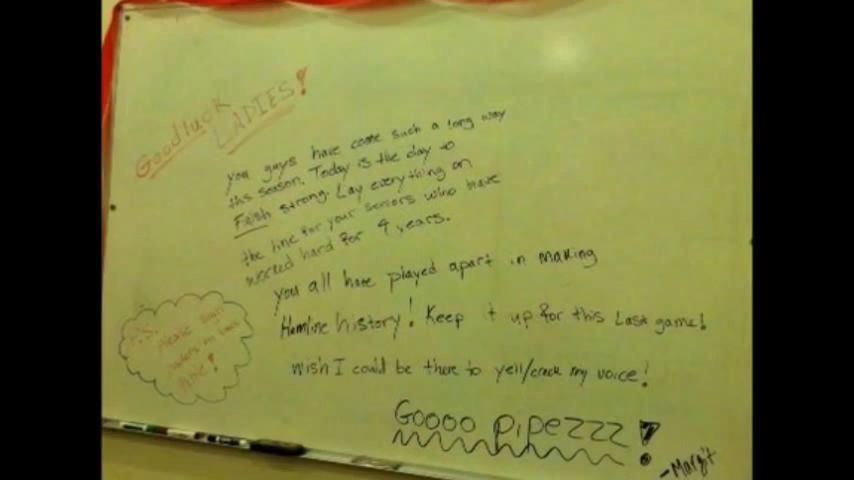 Goodluck
LADIES!
you guys have come such a long way
this season. Today is the day to
Finish strong. Lay everything on
the line for your seniors who have
worked hard for 4 years.
you all have played apart in making
Hamline history! Keep it up for this Last game!
wish I could be there to yell/crack my voice!
Goooo pipezzz!
-Margit
P.S.
Please